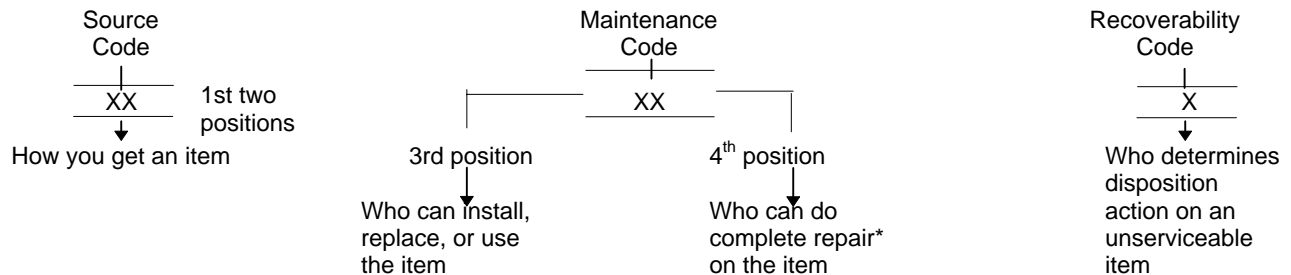 Source
Code
XX
1st two
positions
How you get an item
Maintenance
Code
XX
3rd position
Who can install,
replace, or use
the item
4th position
Who can do
complete repair*
on the item
Recoverability
Code
X
Who determines
disposition
action on an
unserviceable
item